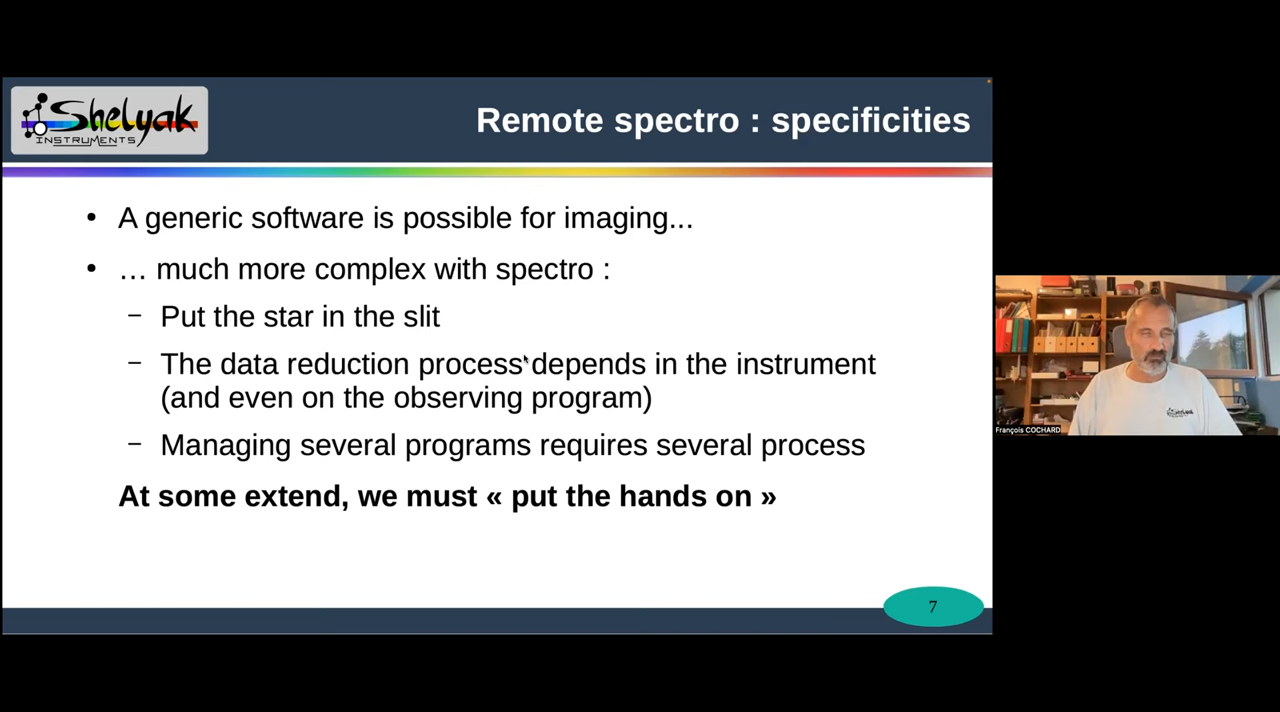 Shelyak
INSTRUMENTS
Remote spectro : specificities
• A generic software is possible for imaging...
• … much more complex with spectro :
– Put the star in the slit
– The data reduction process depends in the instrument
(and even on the observing program)
– Managing several programs requires several process
At some extend, we must « put the hands on »
7
François COCHARD
Shelyak